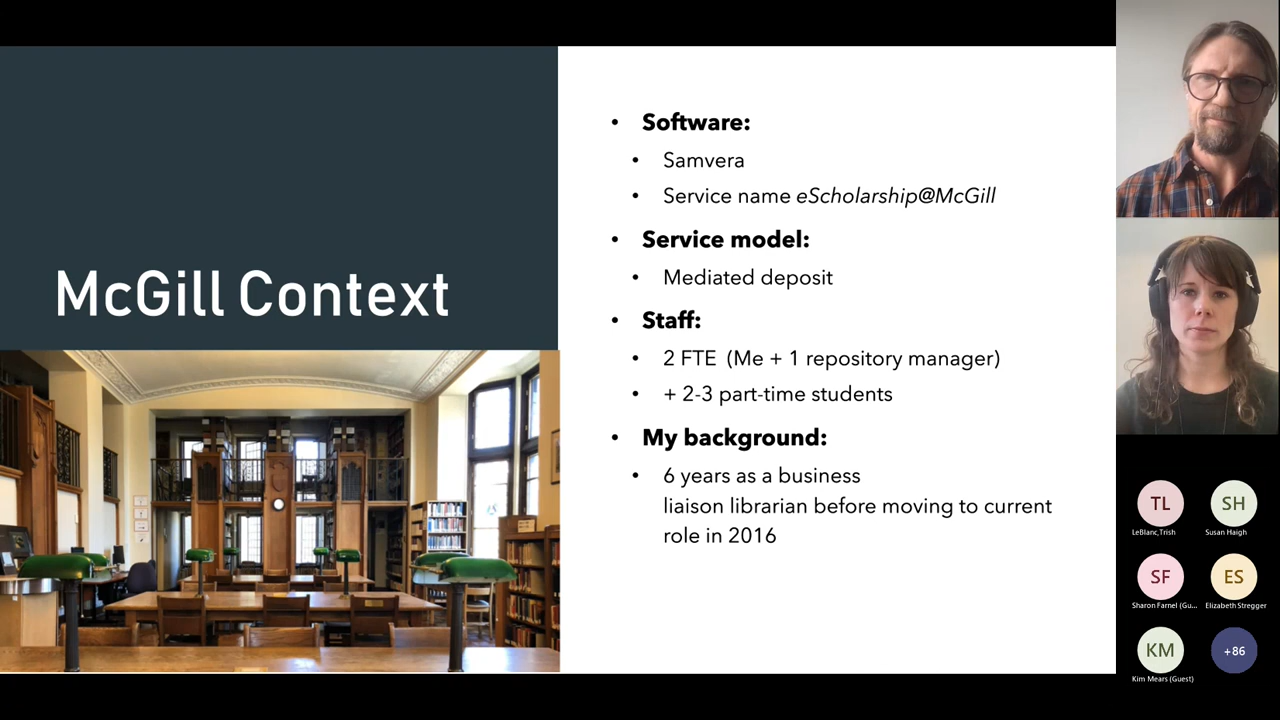 McGill Context
• Software:
• Samvera
• Service name eScholarship@McGill
• Service model:
• Mediated deposit
• Staff:
• 2 FTE (Me + 1 repository manager)
• + 2-3 part-time students
• My background:
• 6 years as a business
liaison librarian before moving to current
role in 2016
TL
LeBlanc,Trish
SH
Susan Haigh
SF
Sharon Farnel (Gu...
ES
Elizabeth Stregger
KM
Kim Mears (Guest)
+86